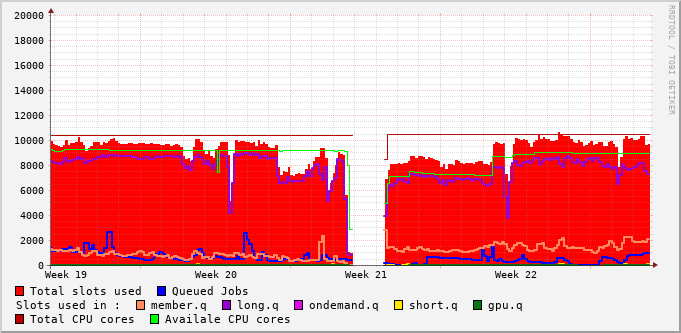 20000
18000
16000
14000
12000
10000
8000
6000
4000
2000
0
Week 19 Week 20 Week 21 Week 22
Total slots used Queued Jobs
Slots used in : member.q long.q ondemand.q short.q gpu.q
Total CPU cores Availale CPU cores
RRDTOOL / TOBI OETIKER